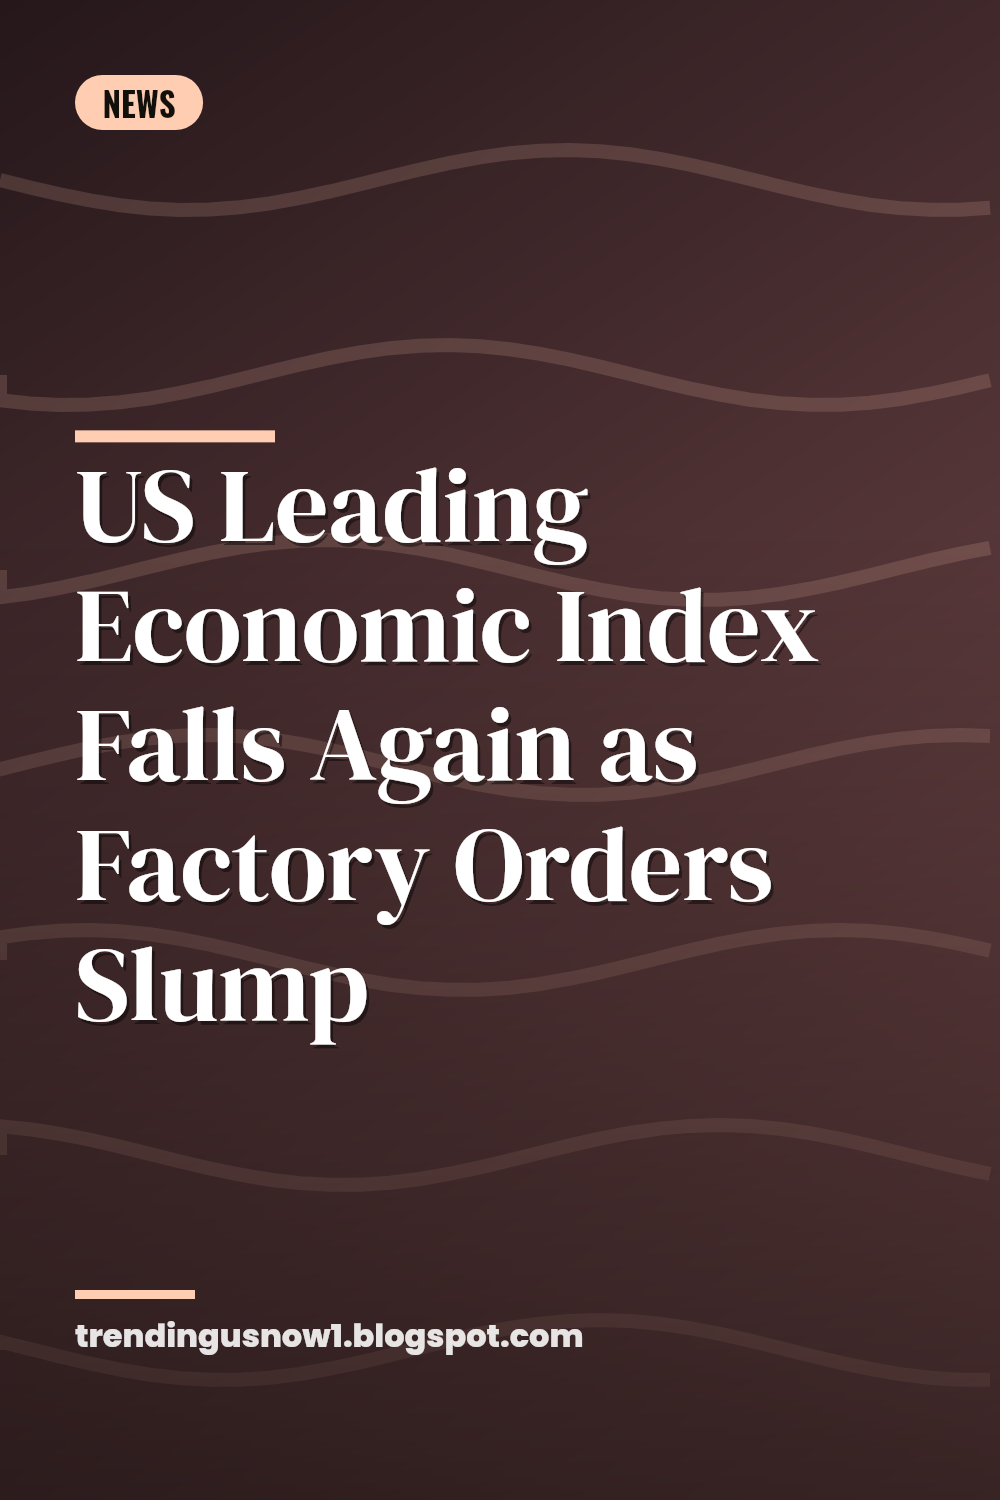 NEWS
US Leading
Economic Index
Falls Again as
Factory Orders
Slump
trendingusnow1.blogspot.com